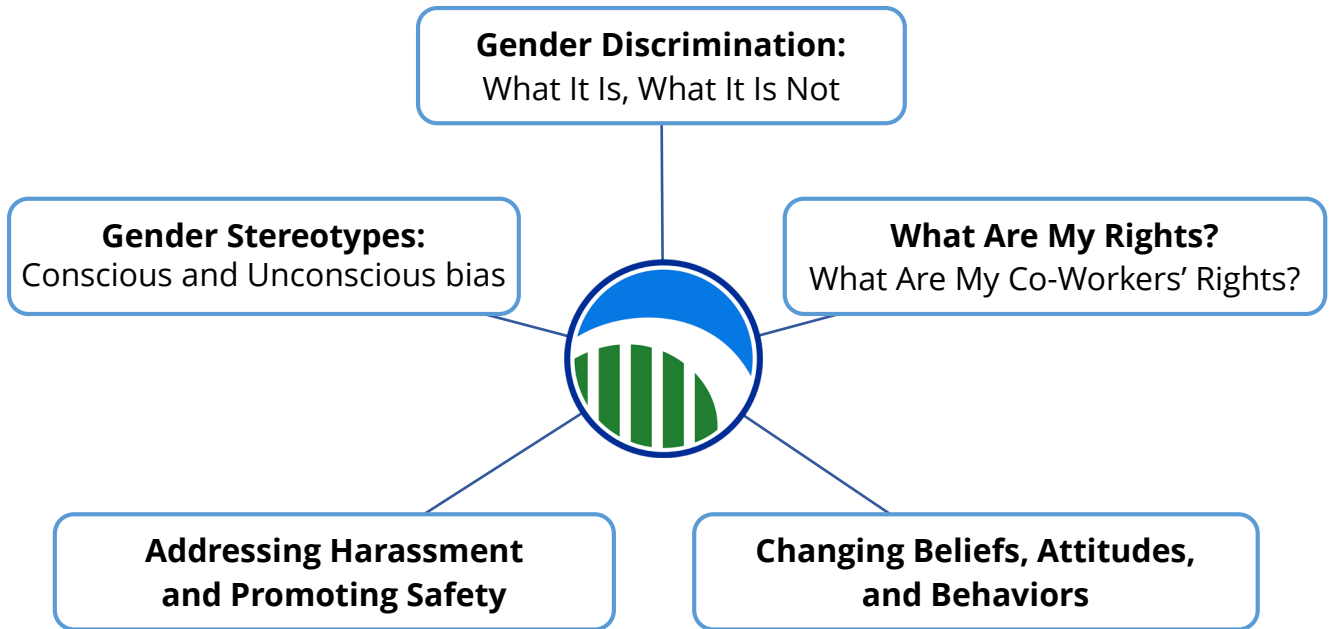 Gender Discrimination:
What It Is, What It Is Not
Gender Stereotypes:
Conscious and Unconscious bias
What Are My Rights?
What Are My Co-Workers’ Rights?
Addressing Harassment
and Promoting Safety
Changing Beliefs, Attitudes,
and Behaviors